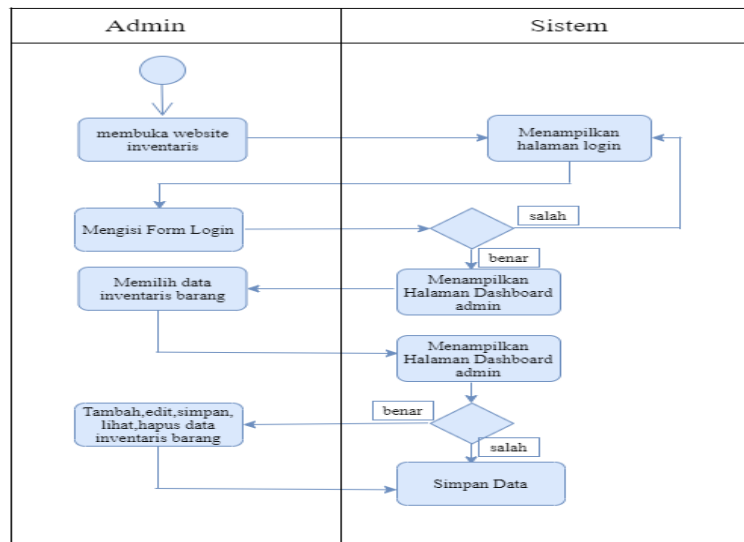 Admin
Sistem
membuka website
inventaris
Menampilkan
halaman login
salah
Mengisi Form Login
benar
Memilih data
inventaris barang
Menampilkan
Halaman Dashboard
admin
Menampilkan
Halaman Dashboard
admin
benar
Tambah,edit,simpan,
lihat,hapus data
inventaris barang
salah
Simpan Data